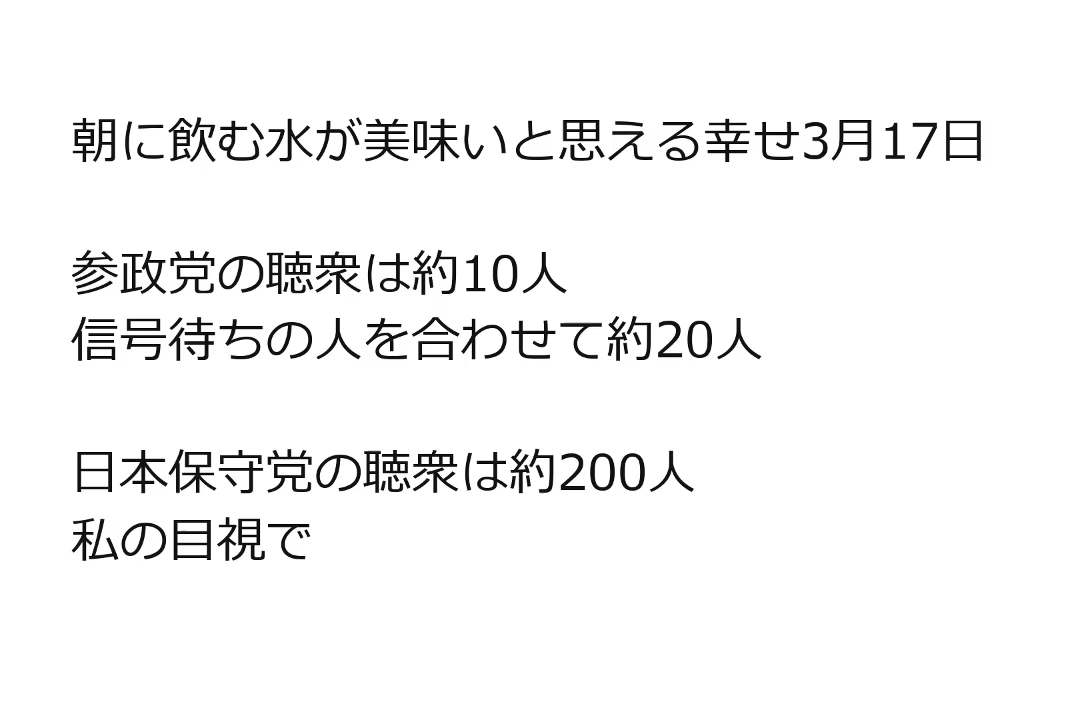 朝に飲む水が美味いと思える幸せ3月17日
参政党の聴衆は約10人
信号待ちの人を合わせて約20人
日本保守党の聴衆は約200人
私の目視で